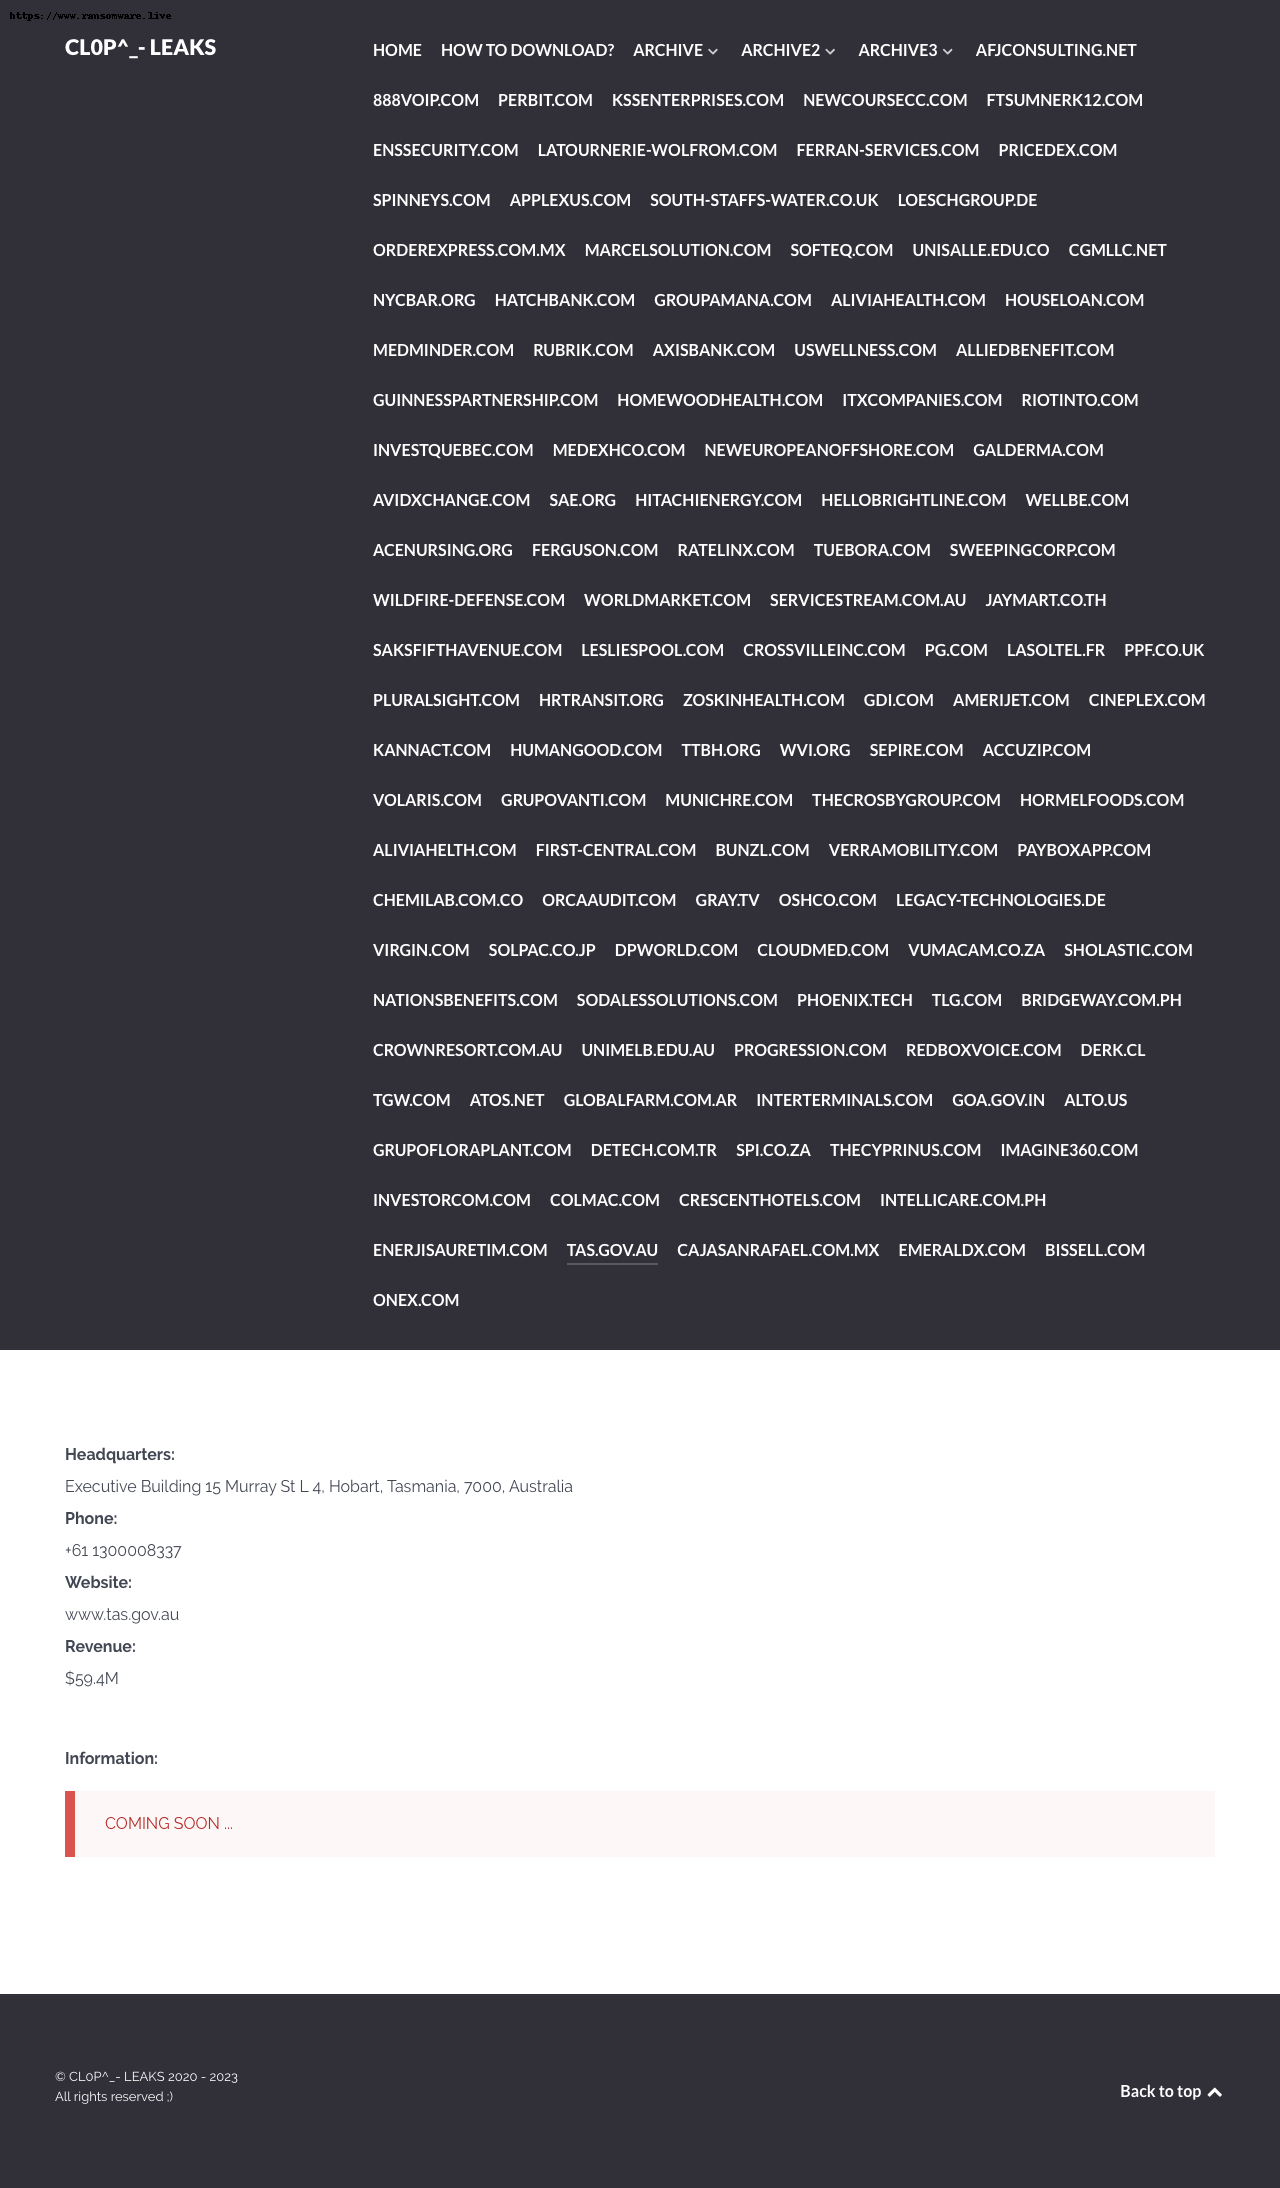 https://www.ransomware.live
CL0P^_- LEAKS
HOME HOW TO DOWNLOAD? ARCHIVE ARCHIVE2 ARCHIVE3 AFJCONSULTING.NET
888VOIP.COM PERBIT.COM KSSENTERPRISES.COM NEWCOURSECC.COM FTSUMNERK12.COM
ENSSECURITY.COM LATOURNERIE-WOLFROM.COM FERRAN-SERVICES.COM PRICEDEX.COM
SPINNEYS.COM APPLEXUS.COM SOUTH-STAFFS-WATER.CO.UK LOESCHGROUP.DE
ORDEREXPRESS.COM.MX MARCELSOLUTION.COM SOFTEQ.COM UNISALLE.EDU.CO CGMLLC.NET
NYCBAR.ORG HATCHBANK.COM GROUPAMANA.COM ALIVIAHEALTH.COM HOUSELOAN.COM
MEDMINDER.COM RUBRIK.COM AXISBANK.COM USWELLNESS.COM ALLIEDBENEFIT.COM
GUINNESSPARTNERSHIP.COM HOMEWOODHEALTH.COM ITXCOMPANIES.COM RIOTINTO.COM
INVESTQUEBEC.COM MEDEXHCO.COM NEWEUROPEANOFFSHORE.COM GALDERMA.COM
AVIDXCHANGE.COM SAE.ORG HITACHIENERGY.COM HELLOBRIGHTLINE.COM WELLBE.COM
ACENURSING.ORG FERGUSON.COM RATELINX.COM TUEBORA.COM SWEEPINGCORP.COM
WILDFIRE-DEFENSE.COM WORLDMARKET.COM SERVICESTREAM.COM.AU JAYMART.CO.TH
SAKSFIFTHAVENUE.COM LESLIESPOOL.COM CROSSVILLEINC.COM PG.COM LASOLTEL.FR PPF.CO.UK
PLURALSIGHT.COM HRTRANSIT.ORG ZOSKINHEALTH.COM GDI.COM AMERIJET.COM CINEPLEX.COM
KANNACT.COM HUMANGOOD.COM TTBH.ORG WVI.ORG SEPIRE.COM ACCUZIP.COM
VOLARIS.COM GRUPOVANTI.COM MUNICHRE.COM THECROSBYGROUP.COM HORMELFOODS.COM
ALIVIAHELTH.COM FIRST-CENTRAL.COM BUNZL.COM VERRAMOBILITY.COM PAYBOXAPP.COM
CHEMILAB.COM.CO ORCAAUDIT.COM GRAY.TV OSHCO.COM LEGACY-TECHNOLOGIES.DE
VIRGIN.COM SOLPAC.CO.JP DPWORLD.COM CLOUDMED.COM VUMACAM.CO.ZA SHOLASTIC.COM
NATIONSBENEFITS.COM SODALESSOLUTIONS.COM PHOENIX.TECH TLG.COM BRIDGEWAY.COM.PH
CROWNRESORT.COM.AU UNIMELB.EDU.AU PROGRESSION.COM REDBOXVOICE.COM DERK.CL
TGW.COM ATOS.NET GLOBALFARM.COM.AR INTERTERMINALS.COM GOA.GOV.IN ALTO.US
GRUPOFLORAPLANT.COM DETECH.COM.TR SPI.CO.ZA THECYPRINUS.COM IMAGINE360.COM
INVESTORCOM.COM COLMAC.COM CRESCENTHOTELS.COM INTELLICARE.COM.PH
ENERJISAURETIM.COM TAS.GOV.AU CAJASANRAFAEL.COM.MX EMERALDX.COM BISSELL.COM
ONEX.COM
Headquarters:
Executive Building 15 Murray St L 4, Hobart, Tasmania, 7000, Australia
Phone:
+61 1300008337
Website:
www.tas.gov.au
Revenue:
$59.4M
Information:
COMING SOON ...
© CL0P^_- LEAKS 2020 - 2023
All rights reserved ;)
Back to top